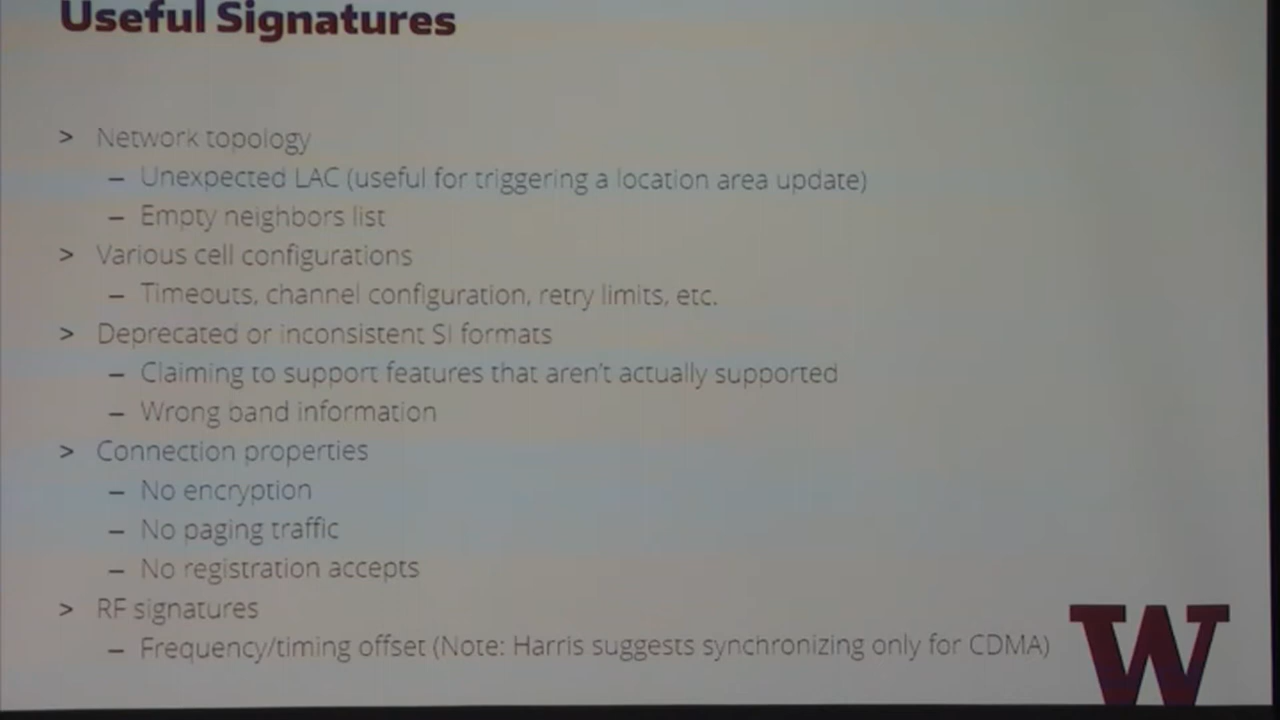 Useful Signatures
> Network topology
– Unexpected LAC (useful for triggering a location area update)
– Empty neighbors list
> Various cell configurations
– Timeouts, channel configuration, retry limits, etc.
> Deprecated or inconsistent SI formats
– Claiming to support features that aren't actually supported
– Wrong band information
> Connection properties
– No encryption
– No paging traffic
– No registration accepts
> RF signatures
– Frequency/timing offset (Note: Harris suggests synchronizing only for CDMA)
W